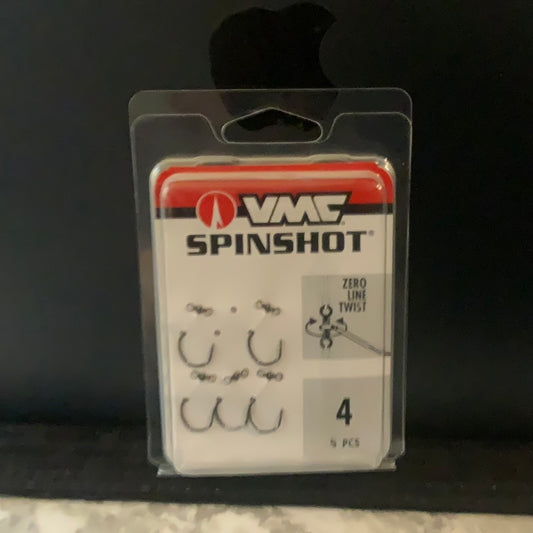 VMC
SPINSHOT®
ZERO
LINE
TWIST
4
5 PCS